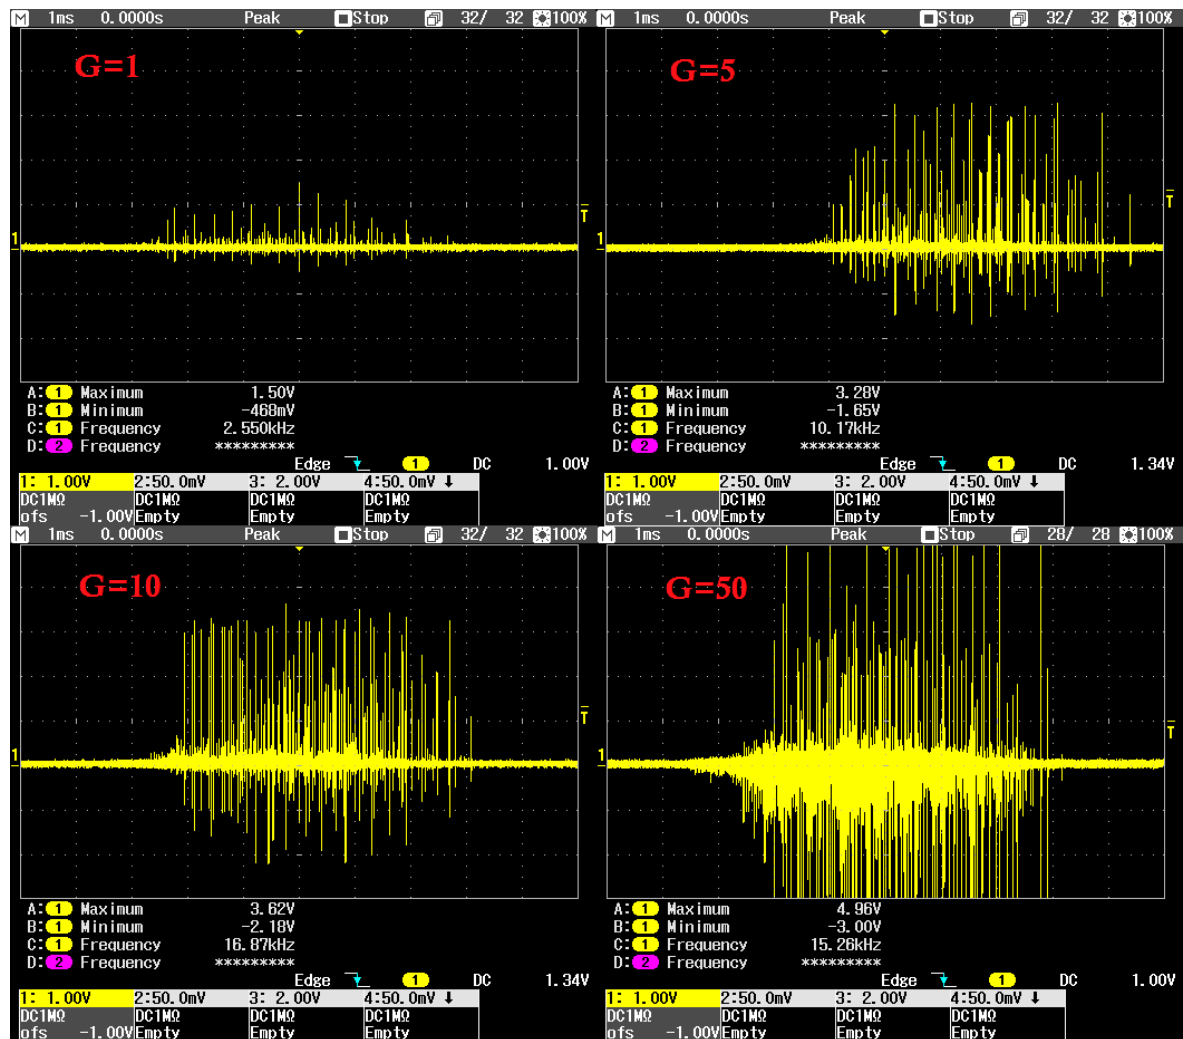 M 1ms 0.0000s Peak Stop 32/ 32 100%
G=1
T
1
A: 1 Maximum 1.50V
B: 1 Minimum -468mV
C: 1 Frequency 2.550kHz
D: 2 Frequency *********
Edge 1 DC 1.00V
1: 1.00V 2:50.0mV 3: 2.00V 4:50.0mV ↓
DC1MΩ DC1MΩ DC1MΩ DC1MΩ
ofs -1.00V Empty Empty Empty
M 1ms 0.0000s Peak Stop 32/ 32 100%
G=5
T
1
A: 1 Maximum 3.28V
B: 1 Minimum -1.65V
C: 1 Frequency 10.17kHz
D: 2 Frequency *********
Edge 1 DC 1.34V
1: 1.00V 2:50.0mV 3: 2.00V 4:50.0mV ↓
DC1MΩ DC1MΩ DC1MΩ DC1MΩ
ofs -1.00V Empty Empty Empty
M 1ms 0.0000s Peak Stop 32/ 32 100%
G=10
T
1
A: 1 Maximum 3.62V
B: 1 Minimum -2.18V
C: 1 Frequency 16.87kHz
D: 2 Frequency *********
Edge 1 DC 1.34V
1: 1.00V 2:50.0mV 3: 2.00V 4:50.0mV ↓
DC1MΩ DC1MΩ DC1MΩ DC1MΩ
ofs -1.00V Empty Empty Empty
M 1ms 0.0000s Peak Stop 28/ 28 100%
G=50
T
1
A: 1 Maximum 4.96V
B: 1 Minimum -3.00V
C: 1 Frequency 15.26kHz
D: 2 Frequency *********
Edge 1 DC 1.00V
1: 1.00V 2:50.0mV 3: 2.00V 4:50.0mV ↓
DC1MΩ DC1MΩ DC1MΩ DC1MΩ
ofs -1.00V Empty Empty Empty